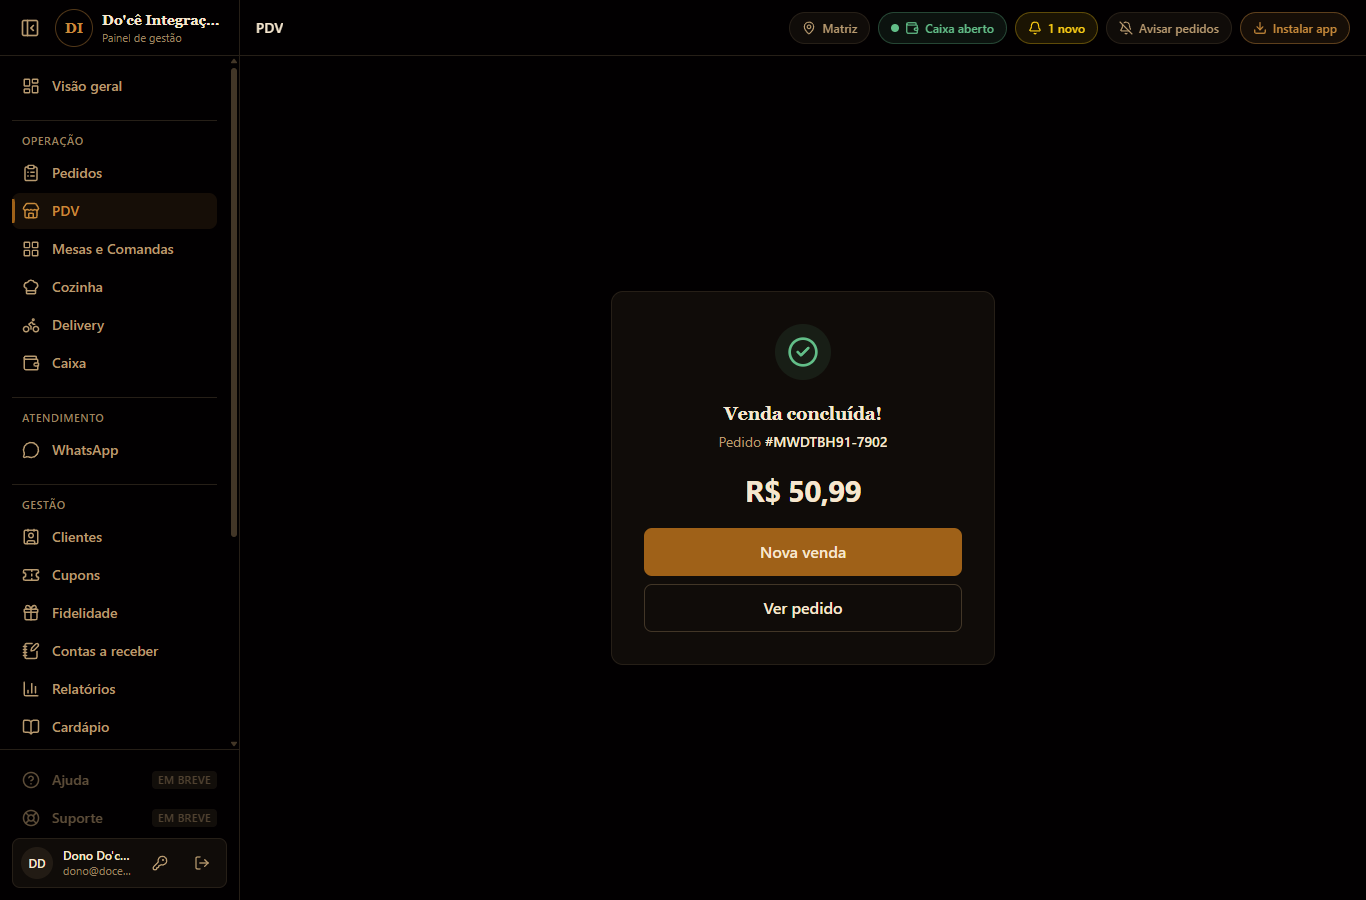 DI
Do'cê Integraç...
Painel de gestão
PDV
Matriz
Caixa aberto
1 novo
Avisar pedidos
Instalar app
Visão geral
OPERAÇÃO
Pedidos
PDV
Mesas e Comandas
Cozinha
Delivery
Caixa
ATENDIMENTO
WhatsApp
GESTÃO
Clientes
Cupons
Fidelidade
Contas a receber
Relatórios
Cardápio
Ajuda EM BREVE
Suporte EM BREVE
DD
Dono Do'c...
dono@doce...
Venda concluída!
Pedido #MWDTBH91-7902
R$ 50,99
Nova venda
Ver pedido